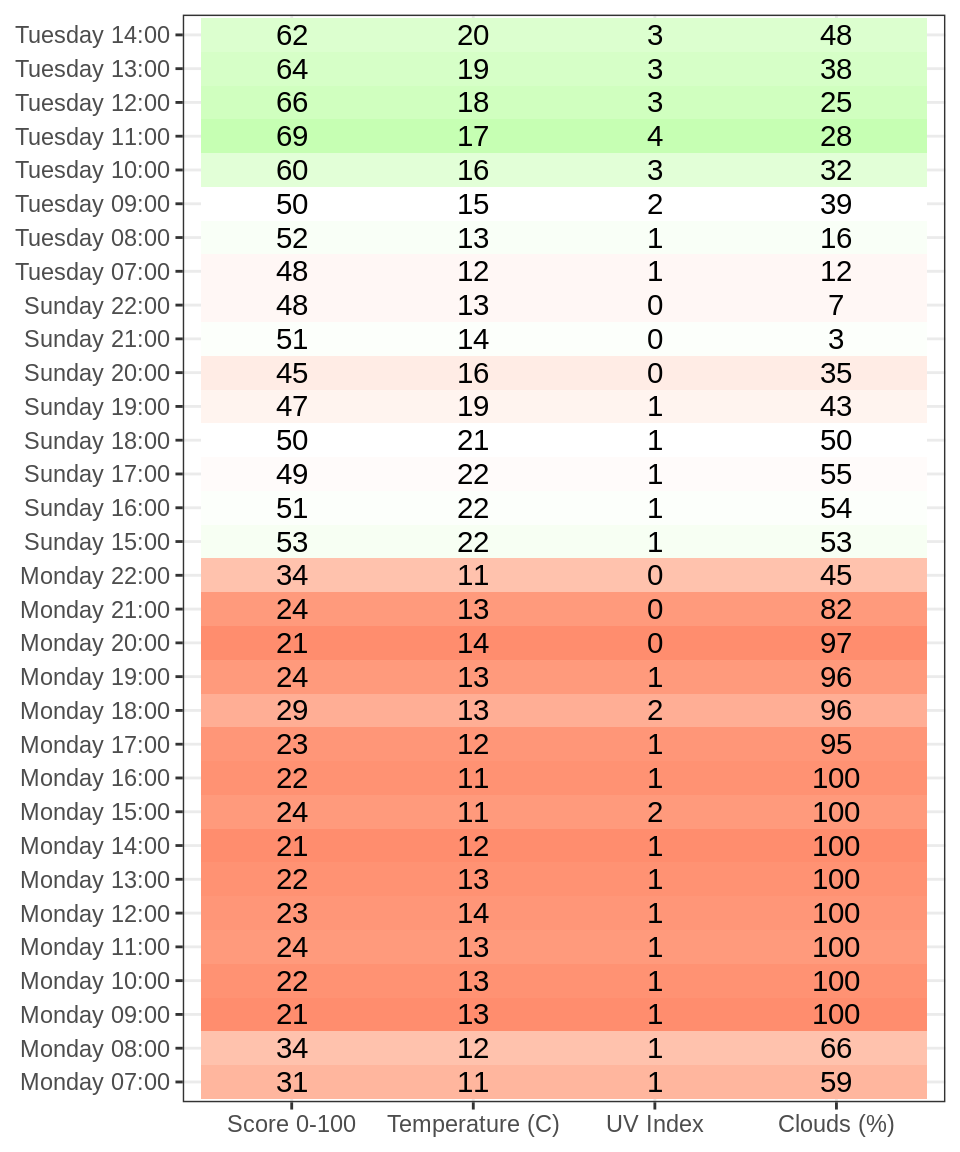 Tuesday 14:00 62 20 3 48
Tuesday 13:00 64 19 3 38
Tuesday 12:00 66 18 3 25
Tuesday 11:00 69 17 4 28
Tuesday 10:00 60 16 3 32
Tuesday 09:00 50 15 2 39
Tuesday 08:00 52 13 1 16
Tuesday 07:00 48 12 1 12
Sunday 22:00 48 13 0 7
Sunday 21:00 51 14 0 3
Sunday 20:00 45 16 0 35
Sunday 19:00 47 19 1 43
Sunday 18:00 50 21 1 50
Sunday 17:00 49 22 1 55
Sunday 16:00 51 22 1 54
Sunday 15:00 53 22 1 53
Monday 22:00 34 11 0 45
Monday 21:00 24 13 0 82
Monday 20:00 21 14 0 97
Monday 19:00 24 13 1 96
Monday 18:00 29 13 2 96
Monday 17:00 23 12 1 95
Monday 16:00 22 11 1 100
Monday 15:00 24 11 2 100
Monday 14:00 21 12 1 100
Monday 13:00 22 13 1 100
Monday 12:00 23 14 1 100
Monday 11:00 24 13 1 100
Monday 10:00 22 13 1 100
Monday 09:00 21 13 1 100
Monday 08:00 34 12 1 66
Monday 07:00 31 11 1 59
Score 0-100 Temperature (C) UV Index Clouds (%)